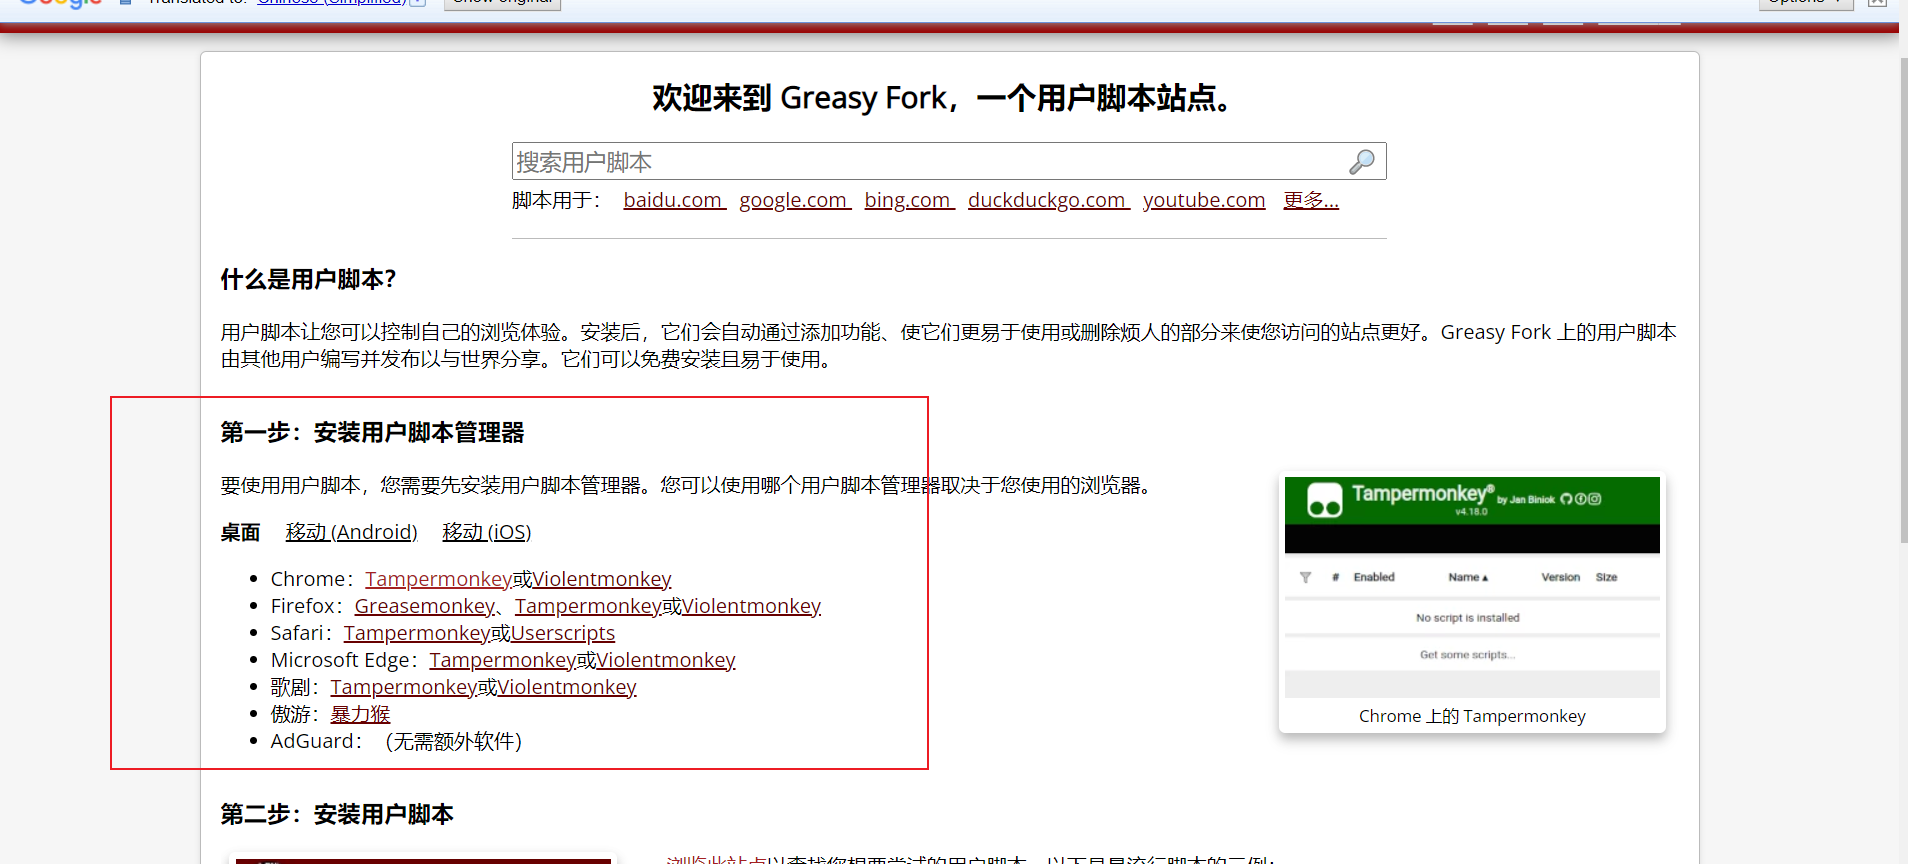 Google Translated to: Chinese (Simplified) Show original Options
欢迎来到 Greasy Fork，一个用户脚本站点。
搜索用户脚本
脚本用于： baidu.com google.com bing.com duckduckgo.com youtube.com 更多...
什么是用户脚本？
用户脚本让您可以控制自己的浏览体验。安装后，它们会自动通过添加功能、使它们更易于使用或删除烦人的部分来使您访问的站点更好。Greasy Fork 上的用户脚本
由其他用户编写并发布以与世界分享。它们可以免费安装且易于使用。
第一步：安装用户脚本管理器
要使用用户脚本，您需要先安装用户脚本管理器。您可以使用哪个用户脚本管理器取决于您使用的浏览器。
桌面 移动 (Android) 移动 (iOS)
Chrome：Tampermonkey或Violentmonkey
Firefox：Greasemonkey、Tampermonkey或Violentmonkey
Safari：Tampermonkey或Userscripts
Microsoft Edge：Tampermonkey或Violentmonkey
歌剧：Tampermonkey或Violentmonkey
傲游：暴力猴
AdGuard：（无需额外软件）
Tampermonkey® by Jan Biniok
v4.18.0
# Enabled Name Version Size
No script is installed
Get some scripts...
Chrome 上的 Tampermonkey
第二步：安装用户脚本
浏览此站点以查找您想要尝试的用户脚本。以下是最流行脚本的示例：